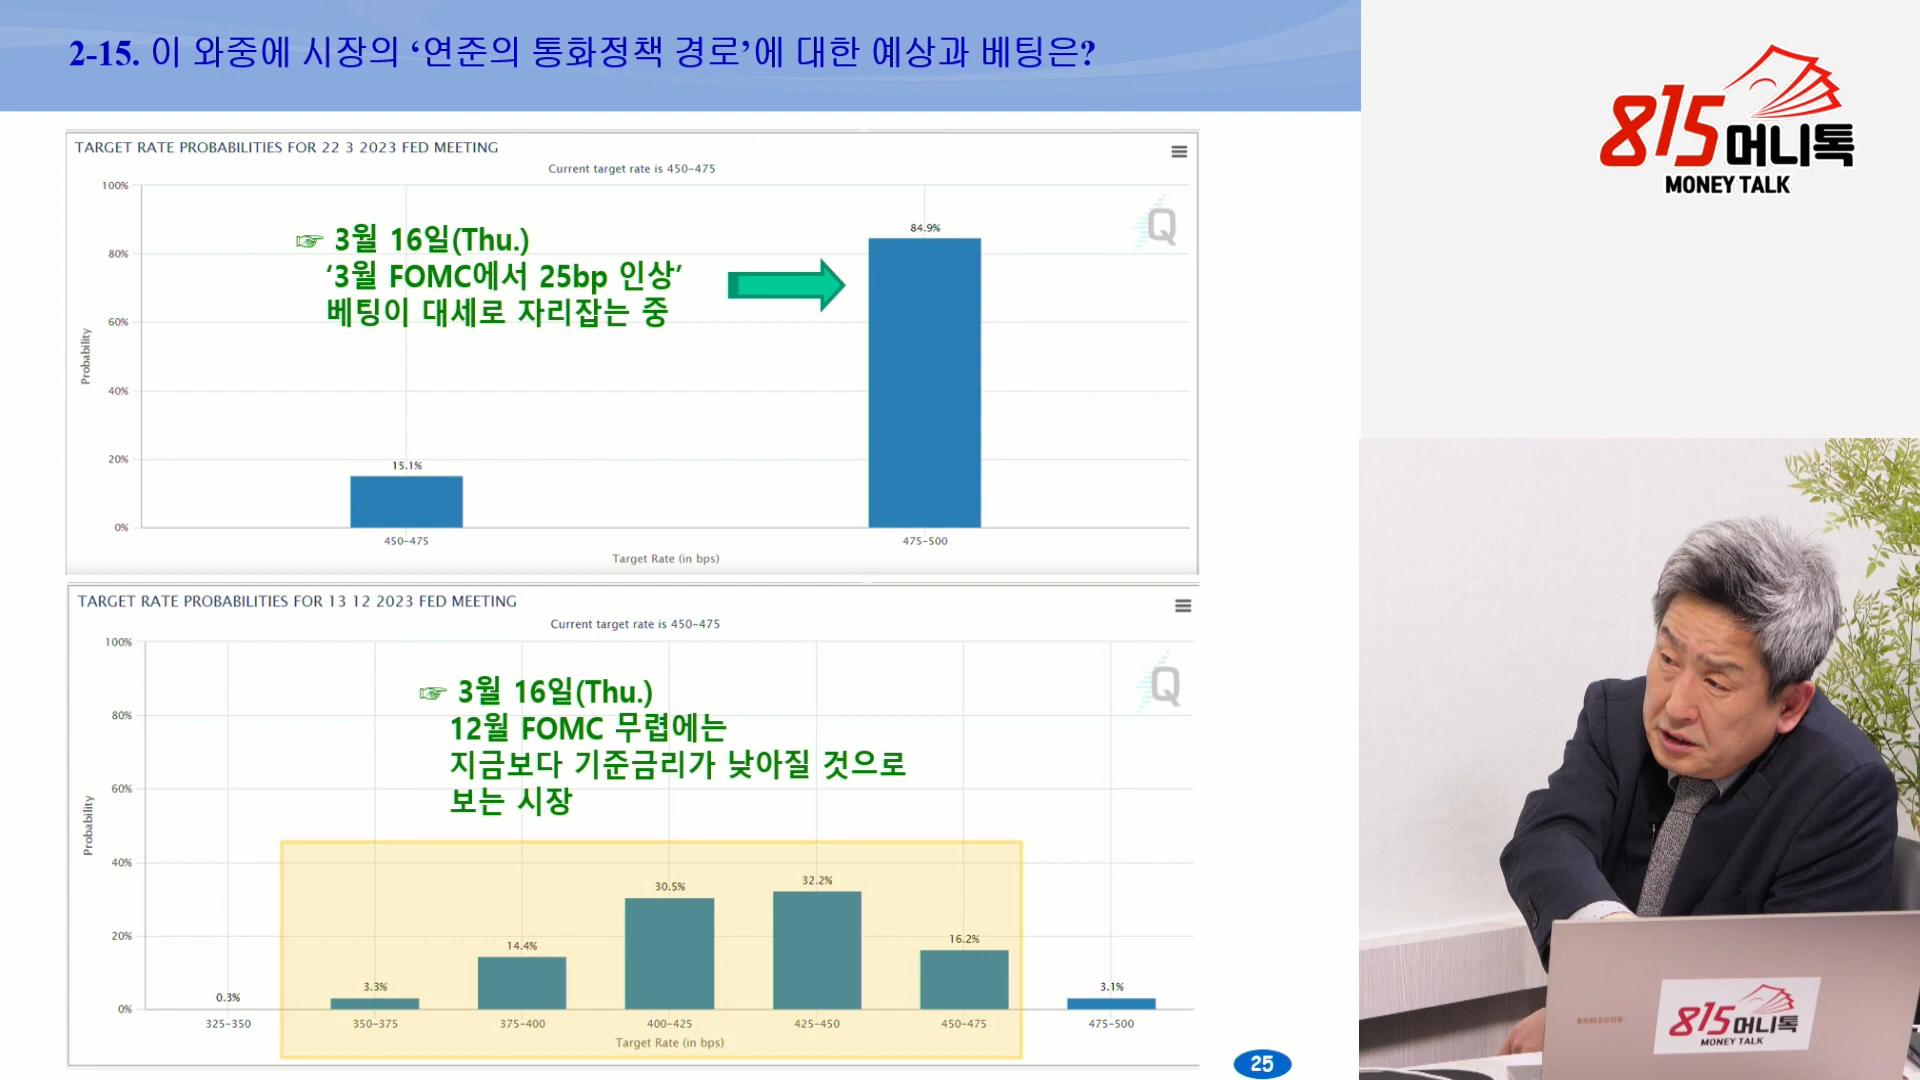 2-15. 이 와중에 시장의 ‘연준의 통화정책 경로’에 대한 예상과 베팅은?
TARGET RATE PROBABILITIES FOR 22 3 2023 FED MEETING
Current target rate is 450-475
100%
80%
60%
40%
20%
0%
Probability
☞ 3월 16일(Thu.)
‘3월 FOMC에서 25bp 인상’
베팅이 대세로 자리잡는 중
Q
15.1%
84.9%
450-475
475-500
Target Rate (in bps)
TARGET RATE PROBABILITIES FOR 13 12 2023 FED MEETING
Current target rate is 450-475
100%
80%
60%
40%
20%
0%
Probability
☞ 3월 16일(Thu.)
12월 FOMC 무렵에는
지금보다 기준금리가 낮아질 것으로
보는 시장
Q
0.3%
3.3%
14.4%
30.5%
32.2%
16.2%
3.1%
325-350
350-375
375-400
400-425
425-450
450-475
475-500
Target Rate (in bps)
25
815머니톡
MONEY TALK
SAMSUNG
815머니톡
MONEY TALK